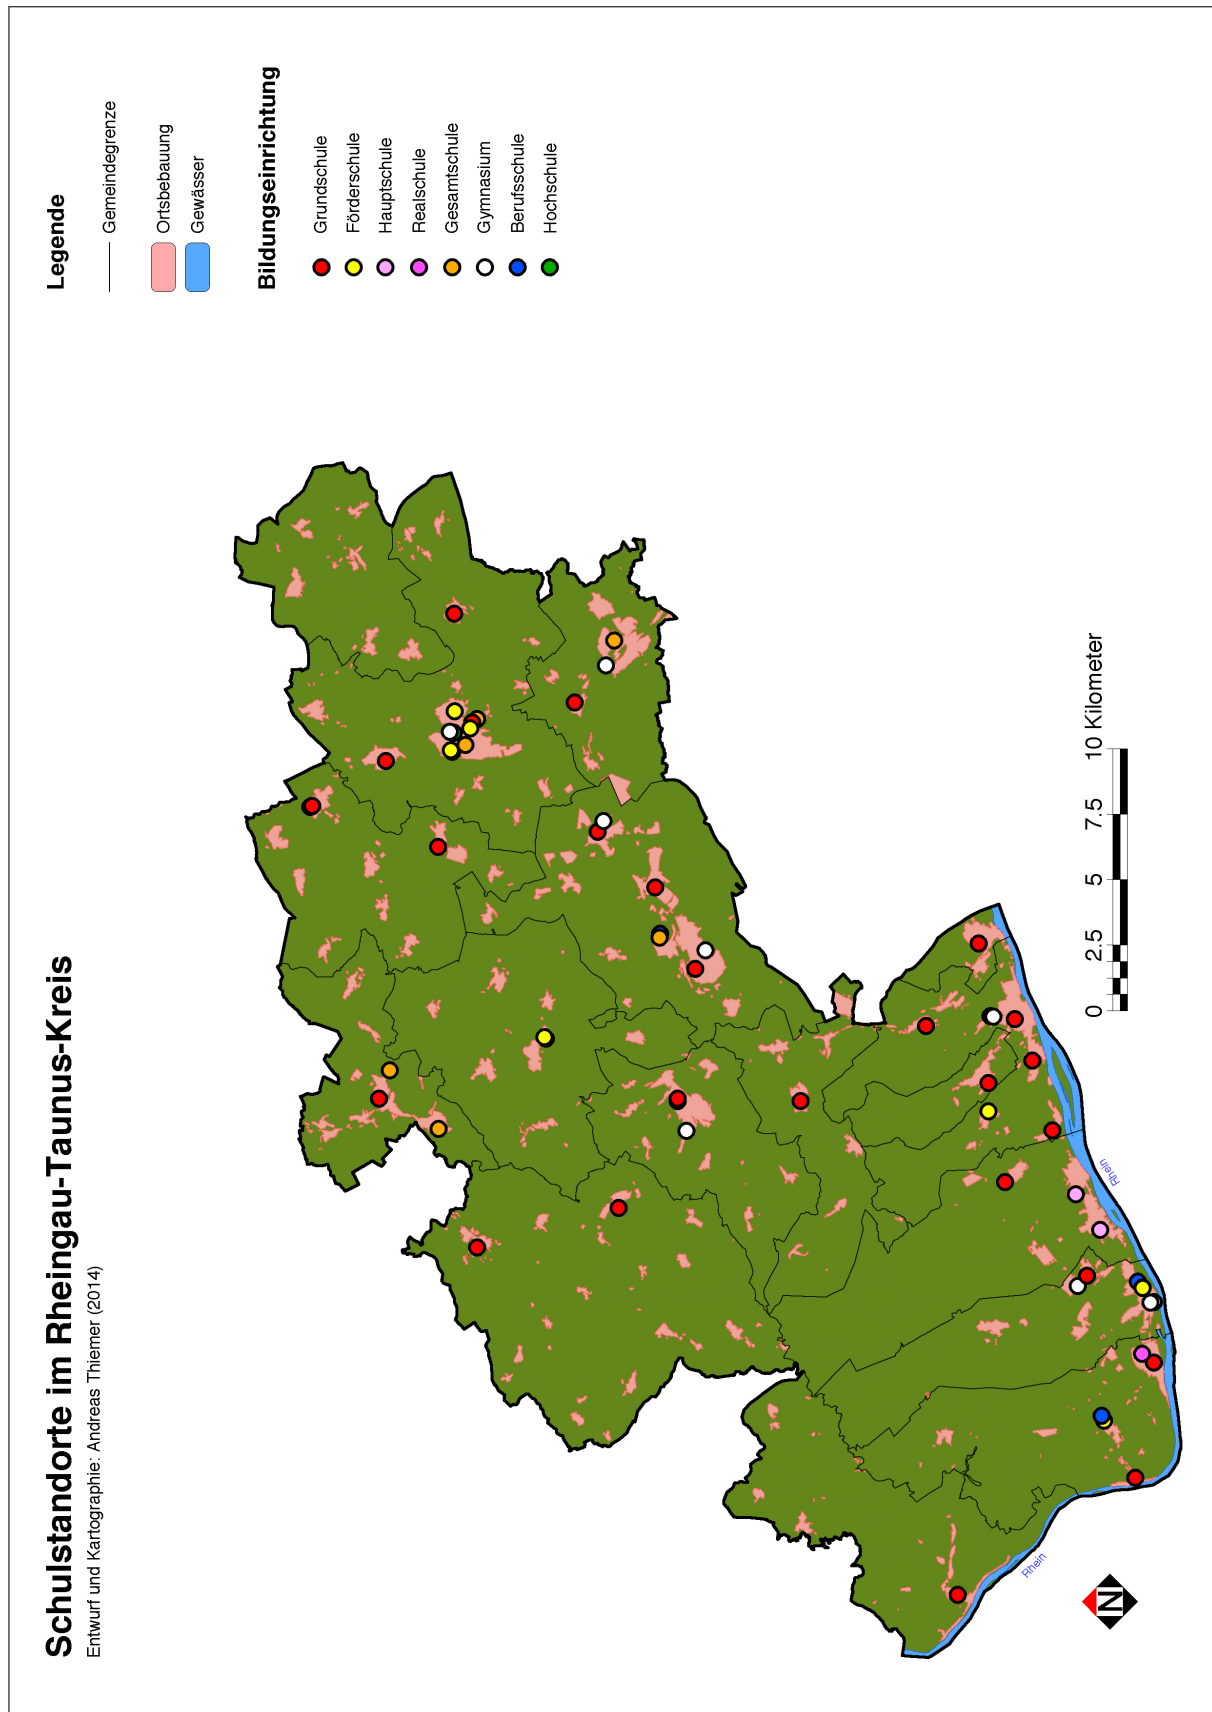 Schulstandorte im Rheingau-Taunus-Kreis
Entwurf und Kartographie: Andreas Thiemer (2014)
Legende
Gemeindegrenze
Ortsbebauung
Gewässer
Bildungseinrichtung
Grundschule
Förderschule
Hauptschule
Realschule
Gesamtschule
Gymnasium
Berufsschule
Hochschule
Rhein
Rhein
N
0 2.5 5 7.5 10 Kilometer